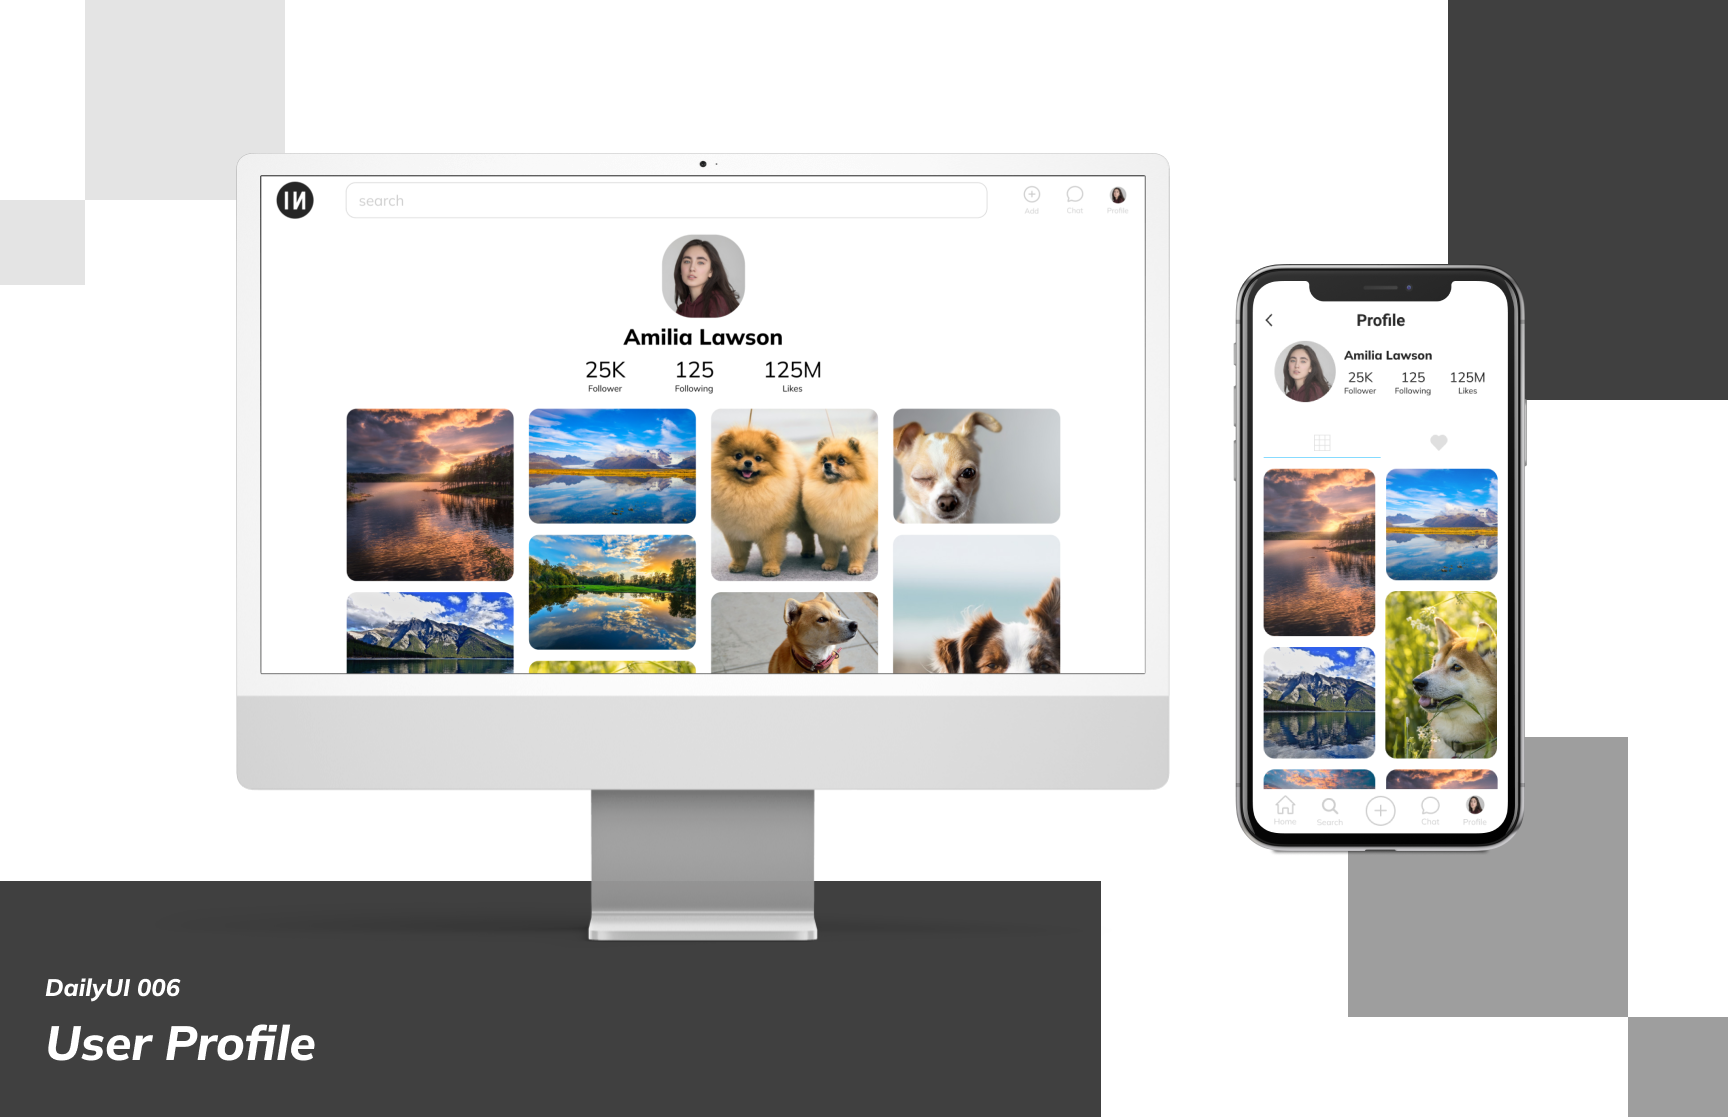 IN
search
Add
Chat
Profile
Amilia Lawson
25K
125
125M
Follower
Following
Likes
Profile
Amilia Lawson
25K
125
125M
Follower
Following
Likes
Home
Search
Chat
Profile
DailyUI 006
User Profile